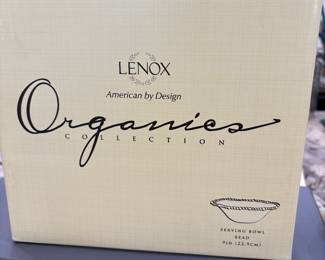 LENOX
American by Design
Organics
COLLECTION
SERVING BOWL
BEAD
9in (22.9cm)